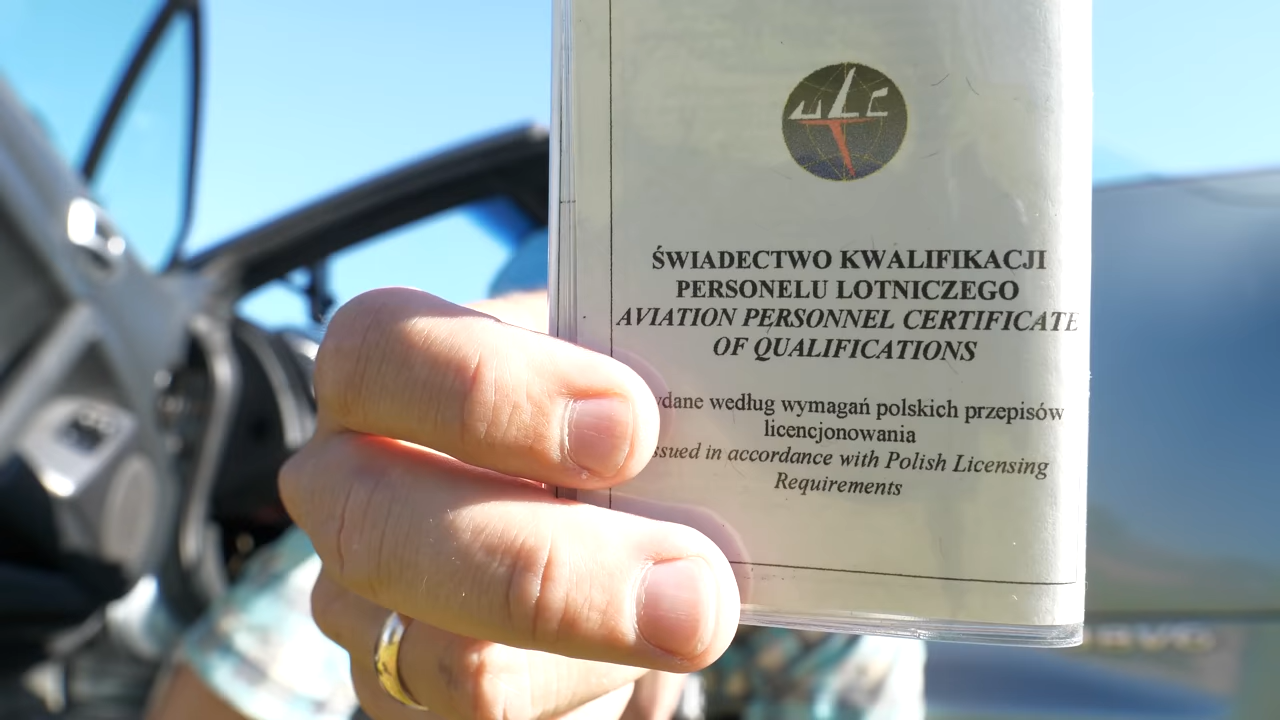 ULC
ŚWIADECTWO KWALIFIKACJI
PERSONELU LOTNICZEGO
AVIATION PERSONNEL CERTIFICATE
OF QUALIFICATIONS
według wymagań polskich przepisów
licencjonowania
in accordance with Polish Licensing
Requirements